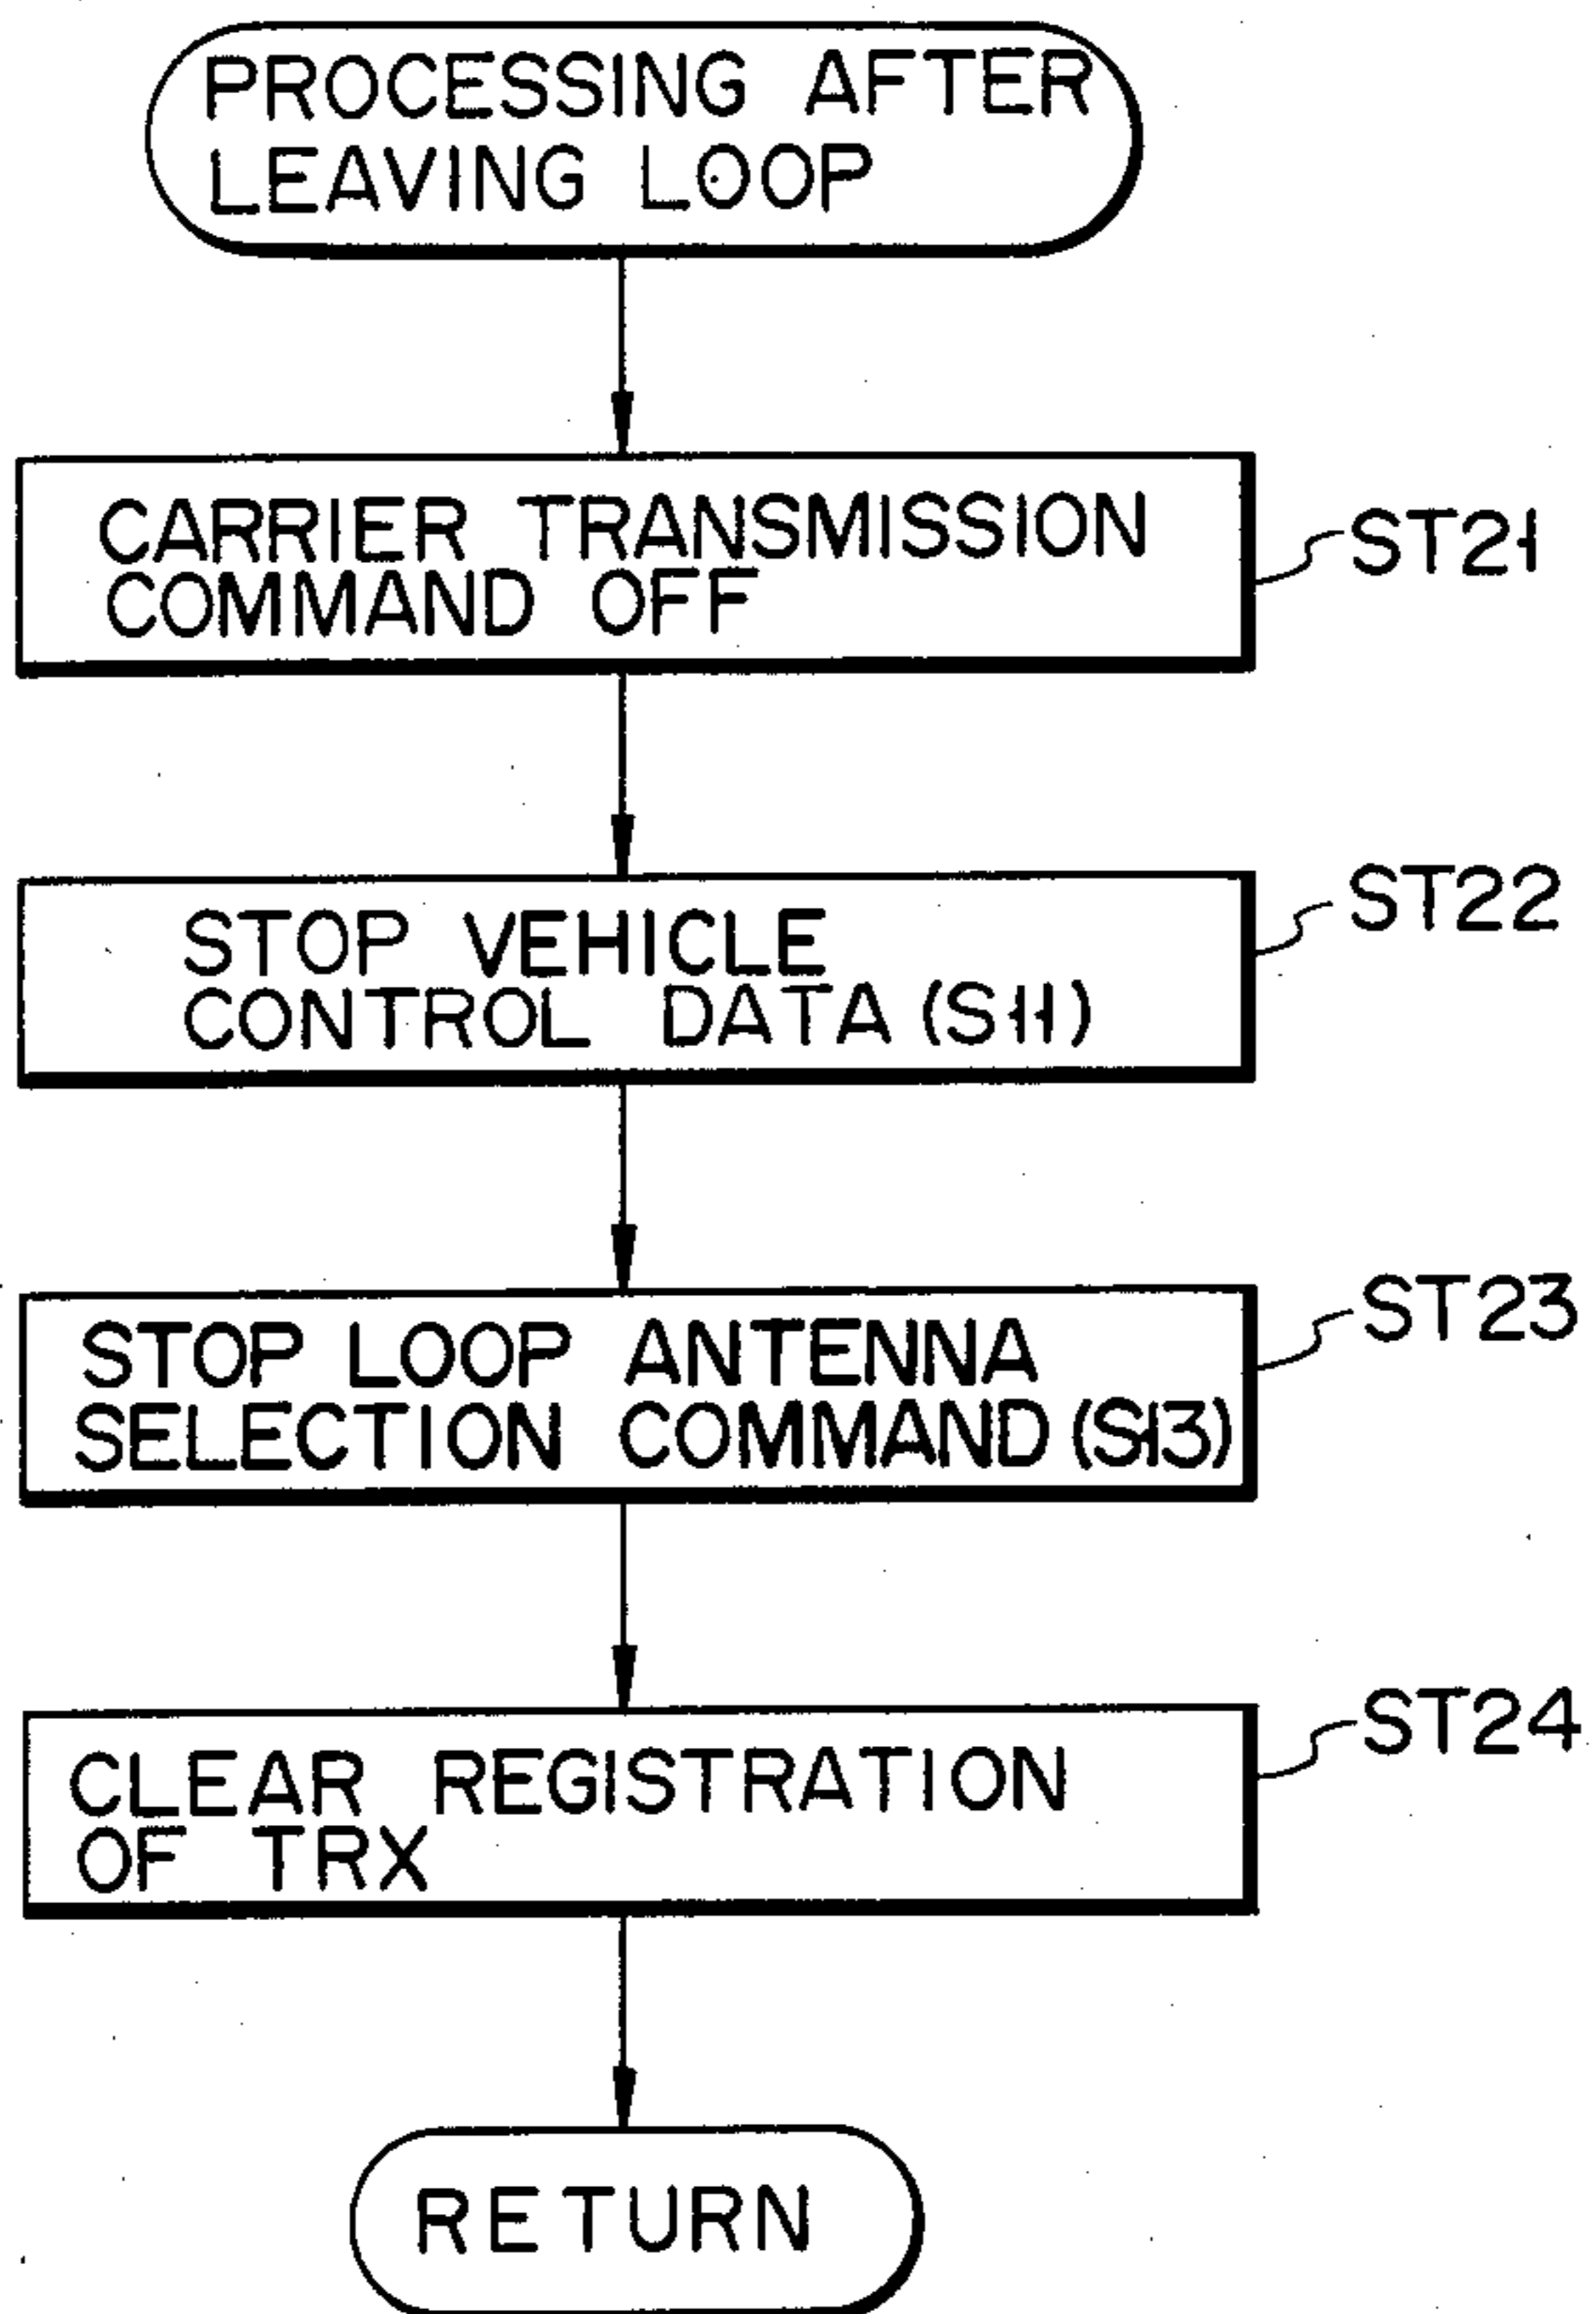 PROCESSING AFTER
LEAVING LOOP
CARRIER TRANSMISSION
COMMAND OFF
ST21
STOP VEHICLE
CONTROL DATA (S11)
ST22
STOP LOOP ANTENNA
SELECTION COMMAND (S13)
ST23
CLEAR REGISTRATION
OF TRX
ST24
RETURN